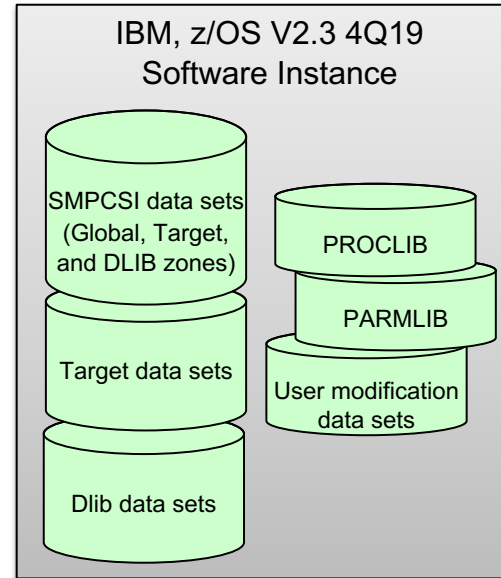 IBM, z/OS V2.3 4Q19
Software Instance
SMPCSI data sets
(Global, Target,
and DLIB zones)
Target data sets
Dlib data sets
PROCLIB
PARMLIB
User modification
data sets